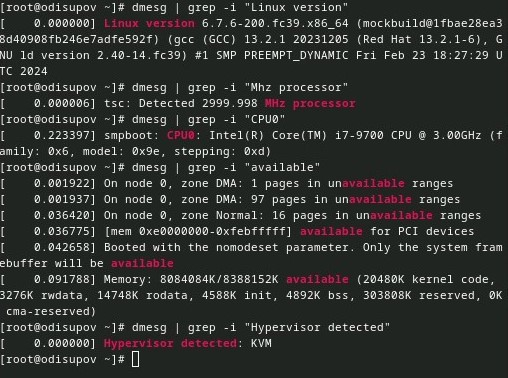 [root@odisupov ~]# dmesg | grep -i "Linux version"
[    0.000000] Linux version 6.7.6-200.fc39.x86_64 (mockbuild@1fbae28ea3
8d40908fb246e7adfe592f) (gcc (GCC) 13.2.1 20231205 (Red Hat 13.2.1-6), G
NU ld version 2.40-14.fc39) #1 SMP PREEMPT_DYNAMIC Fri Feb 23 18:27:29 U
TC 2024
[root@odisupov ~]# dmesg | grep -i "Mhz processor"
[    0.000006] tsc: Detected 2999.998 MHz processor
[root@odisupov ~]# dmesg | grep -i "CPU0"
[    0.223397] smpboot: CPU0: Intel(R) Core(TM) i7-9700 CPU @ 3.00GHz (f
amily: 0x6, model: 0x9e, stepping: 0xd)
[root@odisupov ~]# dmesg | grep -i "available"
[    0.001922] On node 0, zone DMA: 1 pages in unavailable ranges
[    0.001937] On node 0, zone DMA: 97 pages in unavailable ranges
[    0.036420] On node 0, zone Normal: 16 pages in unavailable ranges
[    0.036775] [mem 0xe0000000-0xfebfffff] available for PCI devices
[    0.042658] Booted with the nomodeset parameter. Only the system fram
ebuffer will be available
[    0.091788] Memory: 8084084K/8388152K available (20480K kernel code,
3276K rwdata, 14748K rodata, 4588K init, 4892K bss, 303808K reserved, 0K
 cma-reserved)
[root@odisupov ~]# dmesg | grep -i "Hypervisor detected"
[    0.000000] Hypervisor detected: KVM
[root@odisupov ~]#